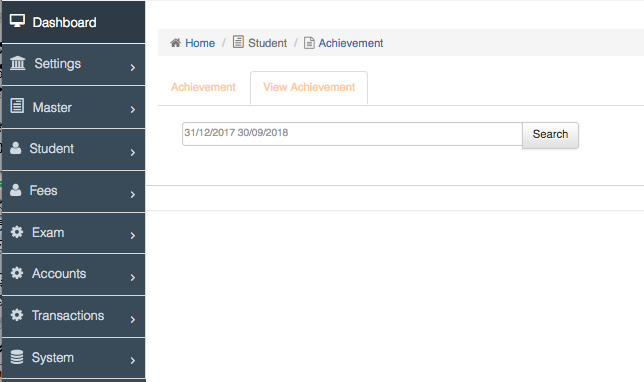 Dashboard
Settings
Master
Student
Fees
Exam
Accounts
Transactions
System
Home / Student / Achievement
Achievement View Achievement
31/12/2017 30/09/2018 Search